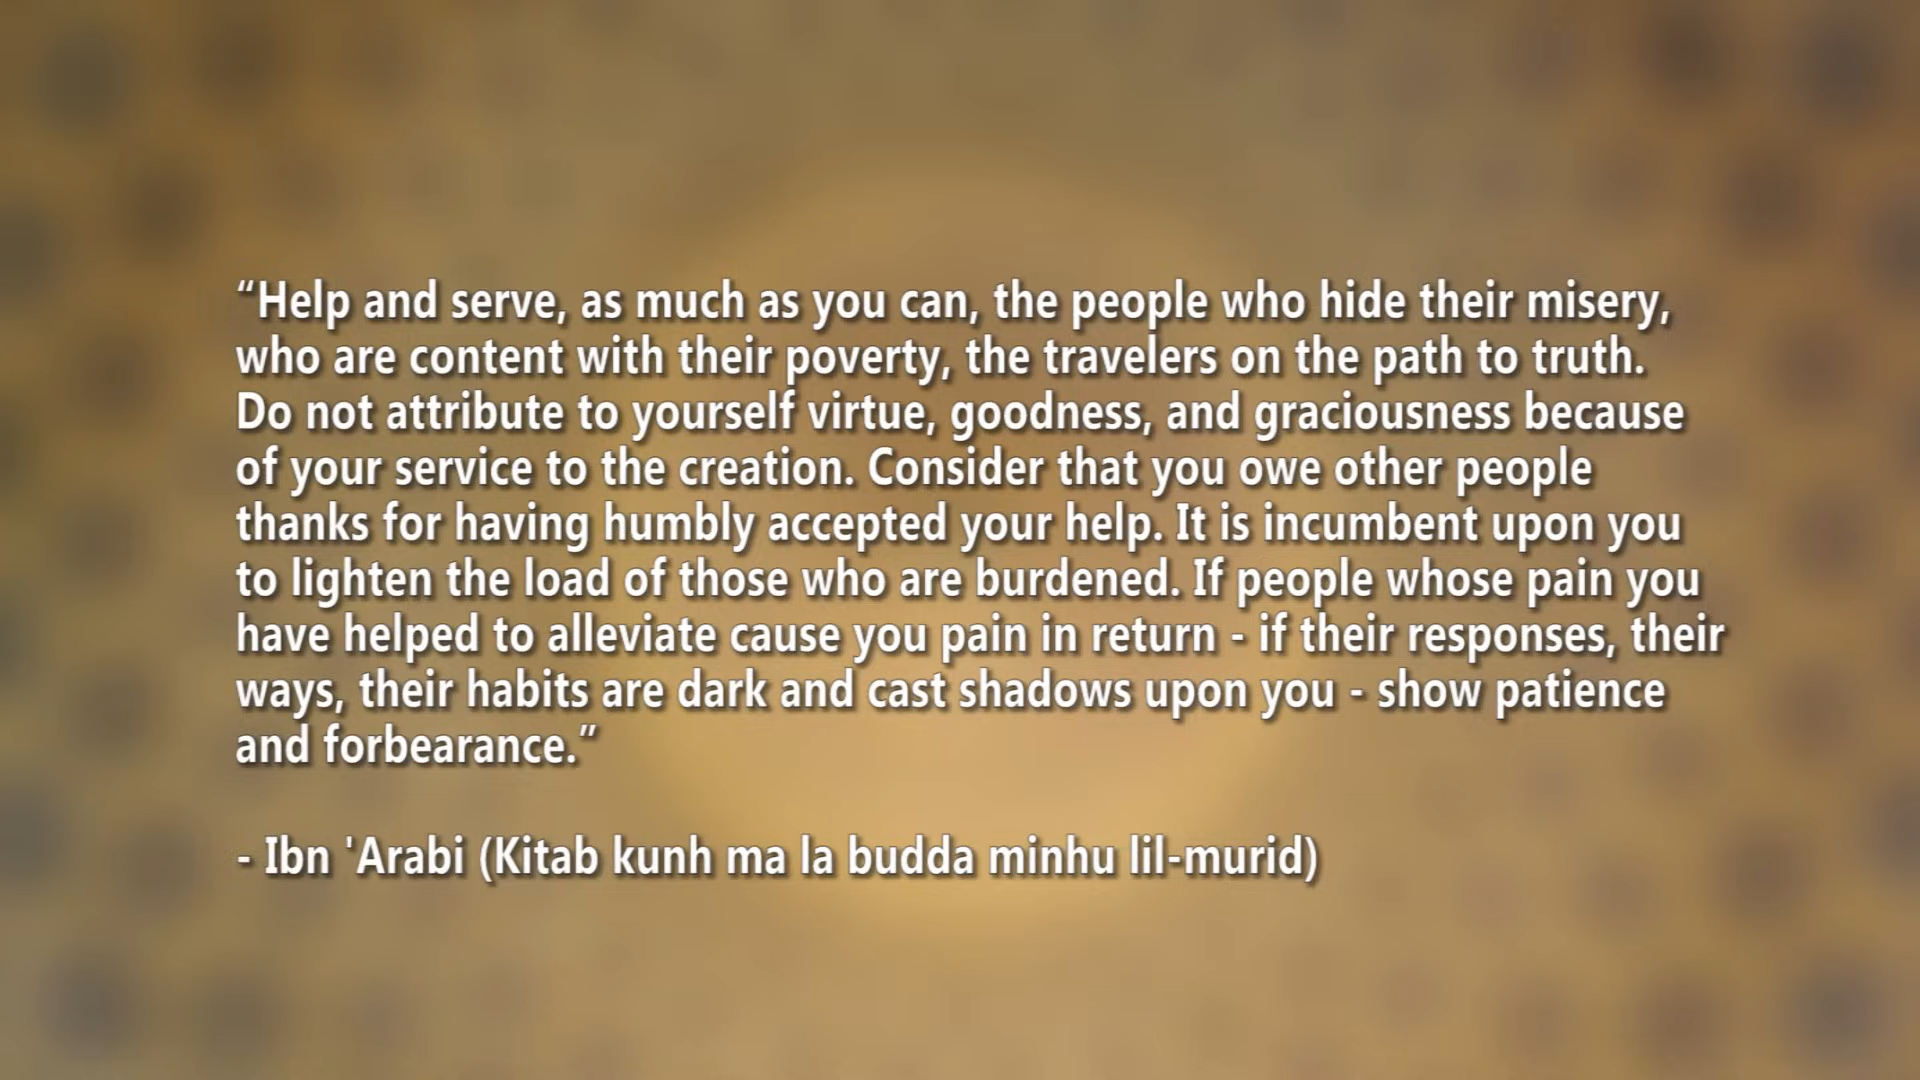 “Help and serve, as much as you can, the people who hide their misery,
who are content with their poverty, the travelers on the path to truth.
Do not attribute to yourself virtue, goodness, and graciousness because
of your service to the creation. Consider that you owe other people
thanks for having humbly accepted your help. It is incumbent upon you
to lighten the load of those who are burdened. If people whose pain you
have helped to alleviate cause you pain in return - if their responses, their
ways, their habits are dark and cast shadows upon you - show patience
and forbearance.”
- Ibn 'Arabi (Kitab kunh ma la budda minhu lil-murid)